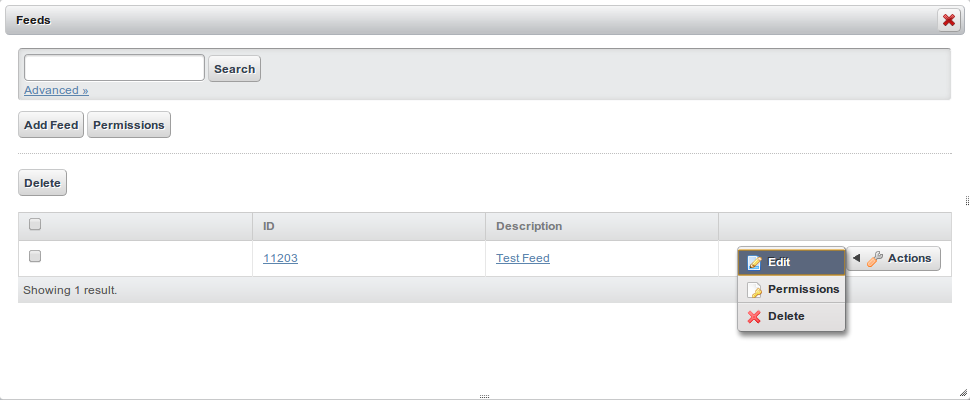 Feeds
Search
Advanced »
Add Feed Permissions
Delete
ID Description
11203 Test Feed Actions
Edit
Permissions
Delete
Showing 1 result.